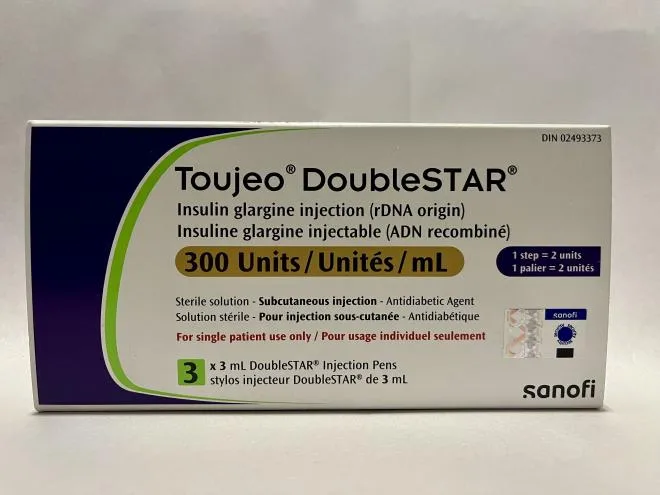 DIN 02493373
Toujeo® DoubleSTAR®
Insulin glargine injection (rDNA origin)
Insuline glargine injectable (ADN recombiné)
300 Units / Unités / mL
1 step = 2 units
1 palier = 2 unités
Sterile solution - Subcutaneous injection - Antidiabetic Agent
Solution stérile - Pour injection sous-cutanée - Antidiabétique
For single patient use only / Pour usage individuel seulement
sanofi
3 x 3 mL DoubleSTAR® Injection Pens
stylos injecteur DoubleSTAR® de 3 mL
sanofi